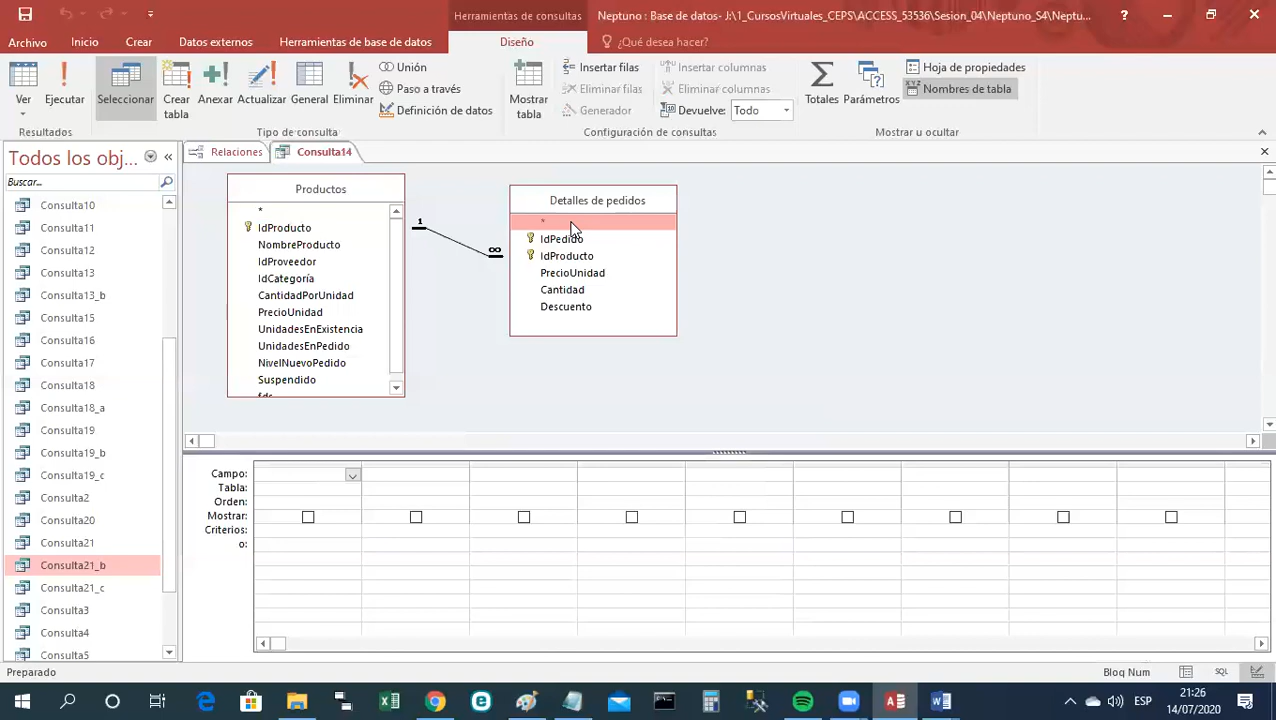 Herramientas de consultas
Neptuno : Base de datos- J:\1_CursosVirtuales_CEPS\ACCESS_53536\Sesion_04\Neptuno_S4\Neptu...
?
Archivo
Inicio
Crear
Datos externos
Herramientas de base de datos
Diseño
¿Qué desea hacer?
Ver
Ejecutar
Resultados
Seleccionar
Crear tabla
Anexar
Actualizar
General
Eliminar
Unión
Paso a través
Definición de datos
Tipo de consulta
Mostrar tabla
Insertar filas
Eliminar filas
Generador
Insertar columnas
Eliminar columnas
Devuelve: Todo
Configuración de consultas
Totales
Parámetros
Hoja de propiedades
XYZ Nombres de tabla
Mostrar u ocultar
Todos los obj...
Buscar...
Consulta10
Consulta11
Consulta12
Consulta13
Consulta13_b
Consulta15
Consulta16
Consulta17
Consulta18
Consulta18_a
Consulta19
Consulta19_b
Consulta19_c
Consulta2
Consulta20
Consulta21
Consulta21_b
Consulta21_c
Consulta3
Consulta4
Consulta5
Relaciones
Consulta14
Productos
*
IdProducto
NombreProducto
IdProveedor
IdCategoría
CantidadPorUnidad
PrecioUnidad
UnidadesEnExistencia
UnidadesEnPedido
NivelNuevoPedido
Suspendido
1
∞
Detalles de pedidos
*
IdPedido
IdProducto
PrecioUnidad
Cantidad
Descuento
Campo:
Tabla:
Orden:
Mostrar:
Criterios:
o:
Preparado
Bloq Num
SQL
ESP
21:26
14/07/2020